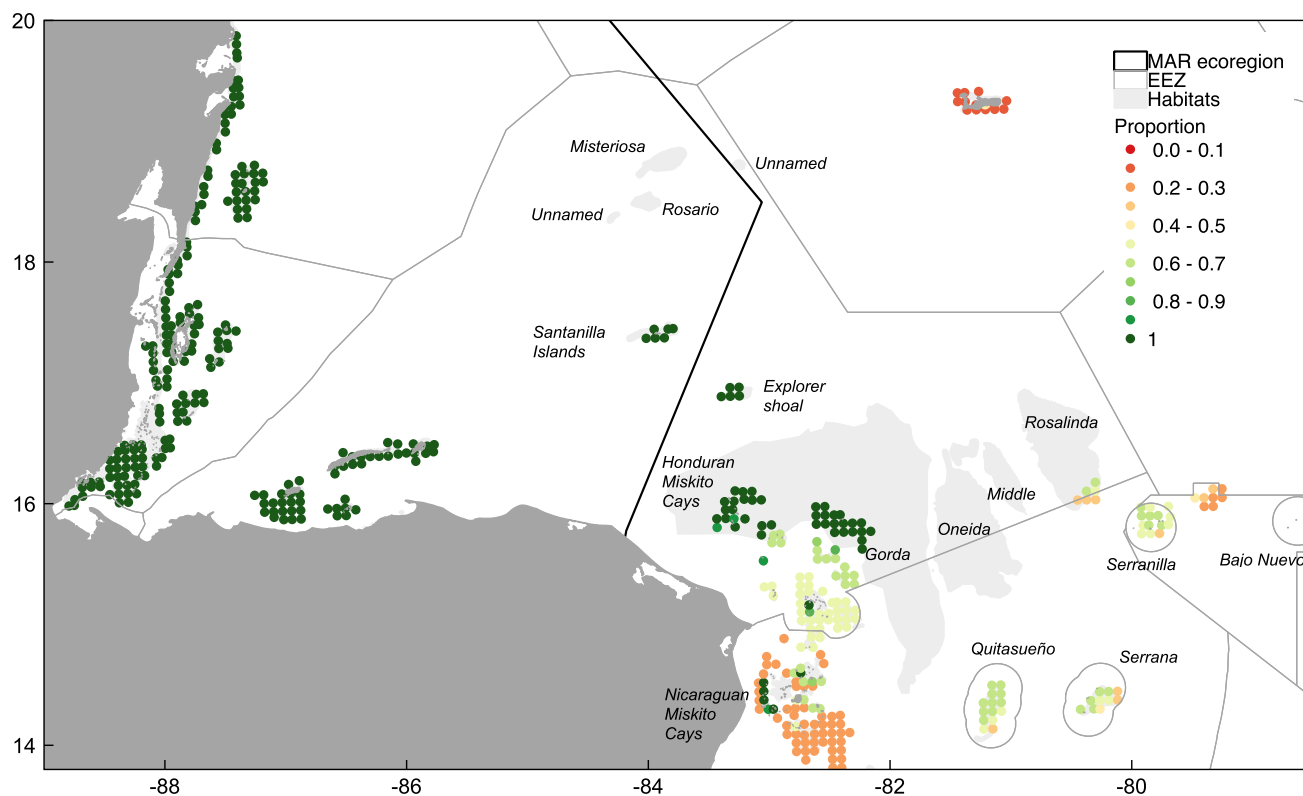 20
18
16
14
-88
-86
-84
-82
-80
MAR ecoregion
EEZ
Habitats
Proportion
0.0 - 0.1
0.2 - 0.3
0.4 - 0.5
0.6 - 0.7
0.8 - 0.9
1
Misteriosa
Unnamed
Unnamed
Rosario
Santanilla
Islands
Explorer
shoal
Rosalinda
Honduran
Miskito
Cays
Middle
Oneida
Gorda
Serranilla
Bajo Nuevo
Quitasueño
Serrana
Nicaraguan
Miskito
Cays